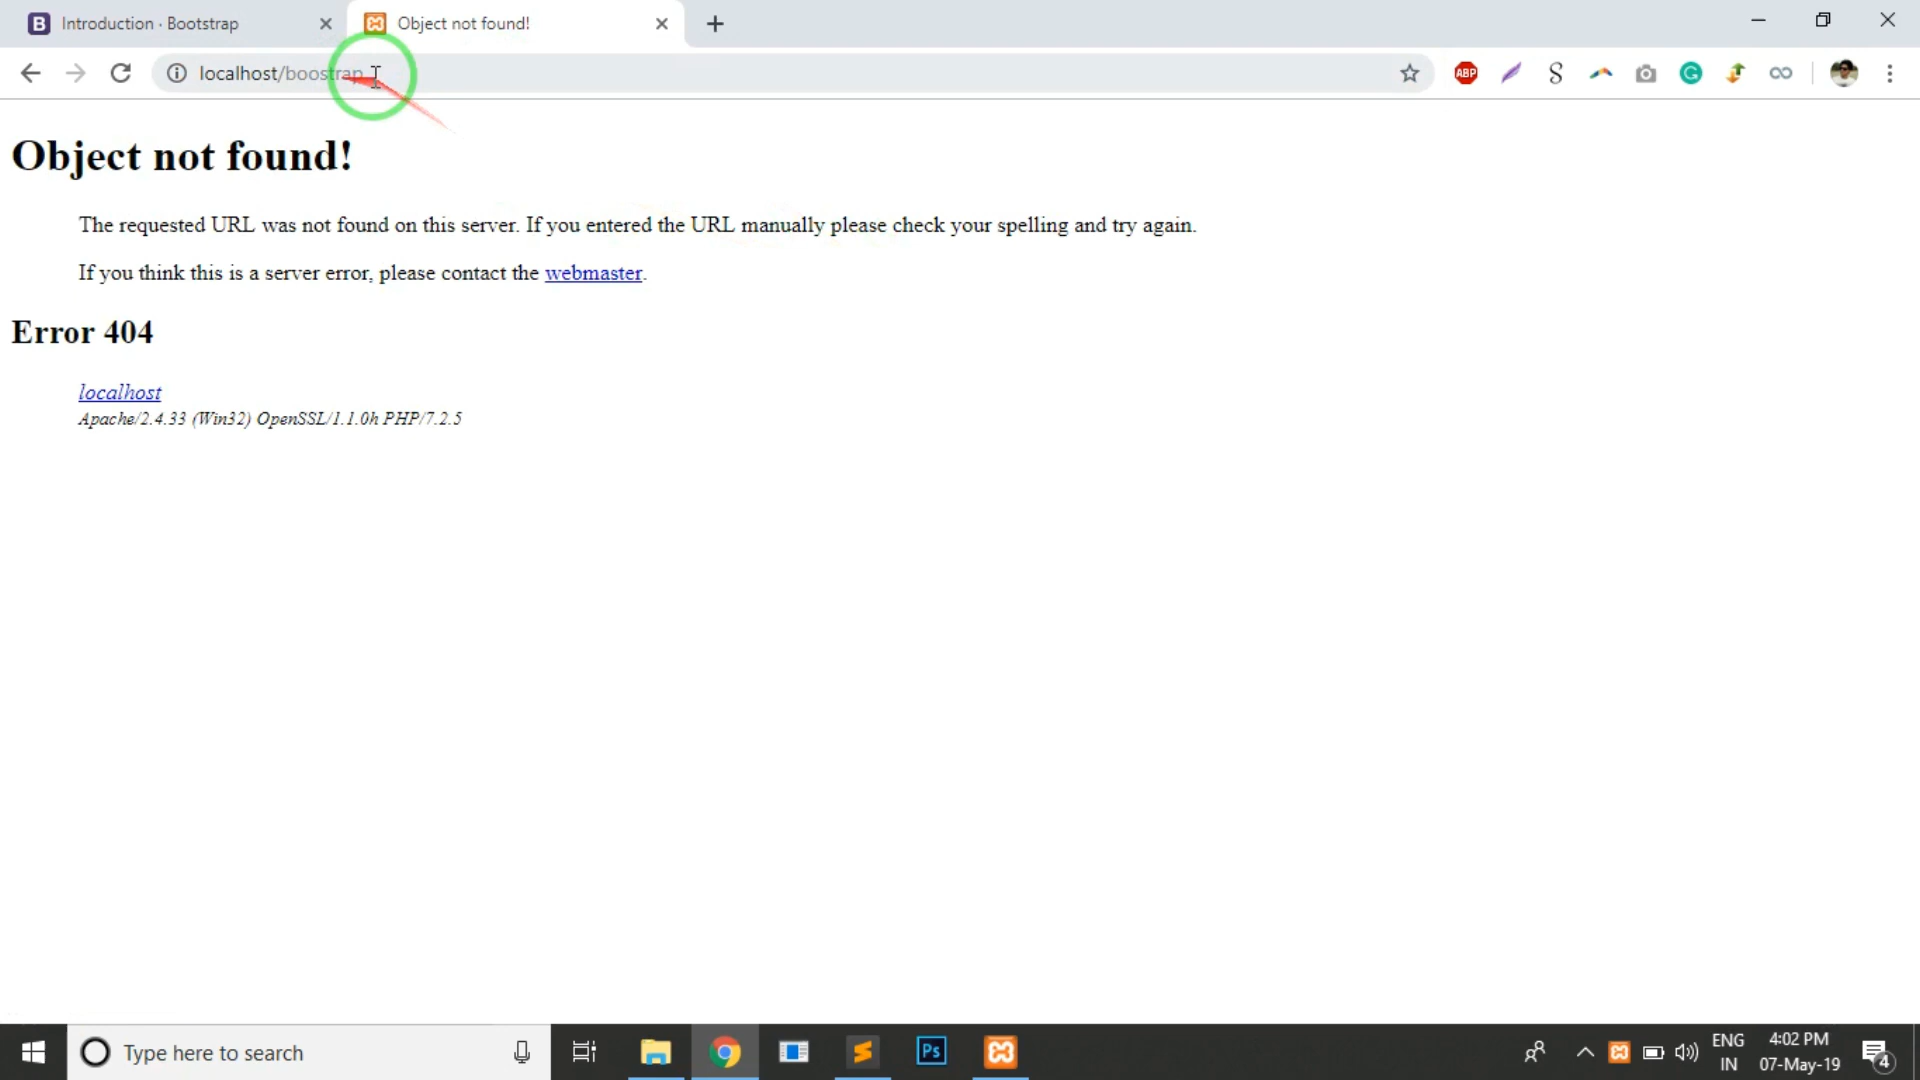 Introduction · Bootstrap
Object not found!
localhost/boostrap
ABP
Object not found!
The requested URL was not found on this server. If you entered the URL manually please check your spelling and try again.
If you think this is a server error, please contact the webmaster.
Error 404
localhost
Apache/2.4.33 (Win32) OpenSSL/1.1.0h PHP/7.2.5
Type here to search
Ps
ENG
IN
4:02 PM
07-May-19
4